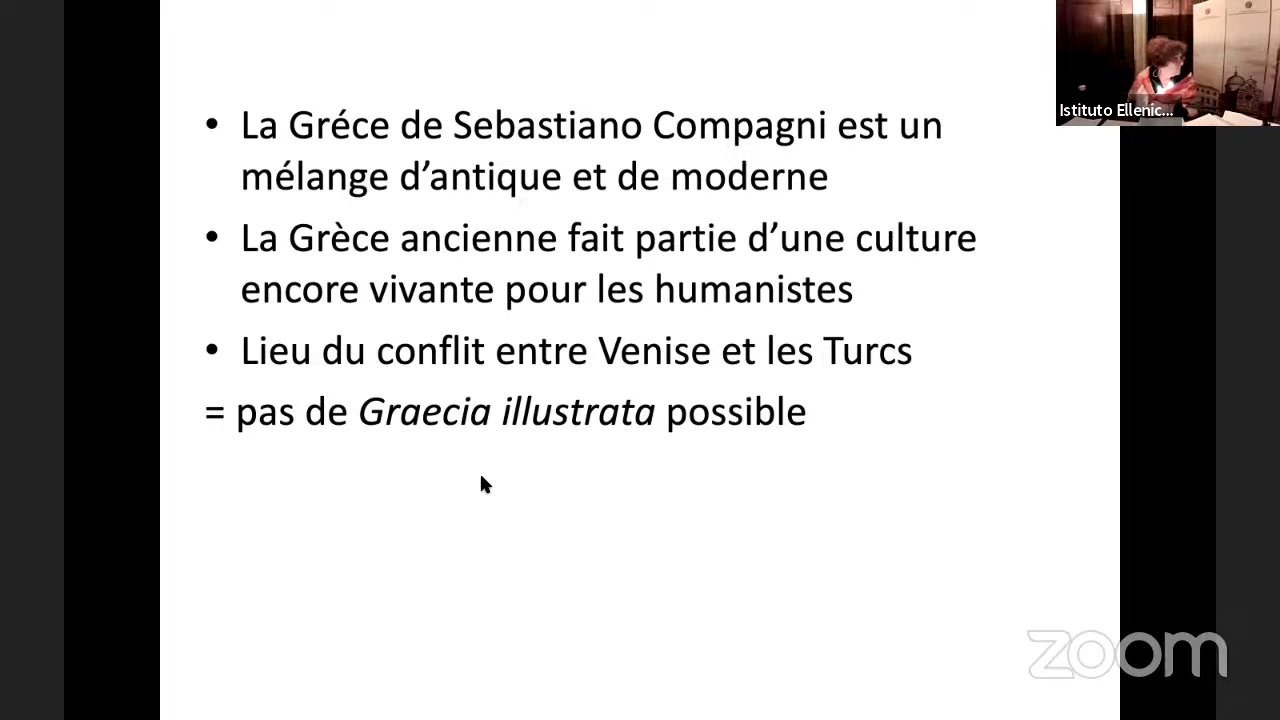 • La Gréce de Sebastiano Compagni est un
mélange d’antique et de moderne
• La Grèce ancienne fait partie d’une culture
encore vivante pour les humanistes
• Lieu du conflit entre Venise et les Turcs
= pas de Graecia illustrata possible
Istituto Ellenic...
zoom